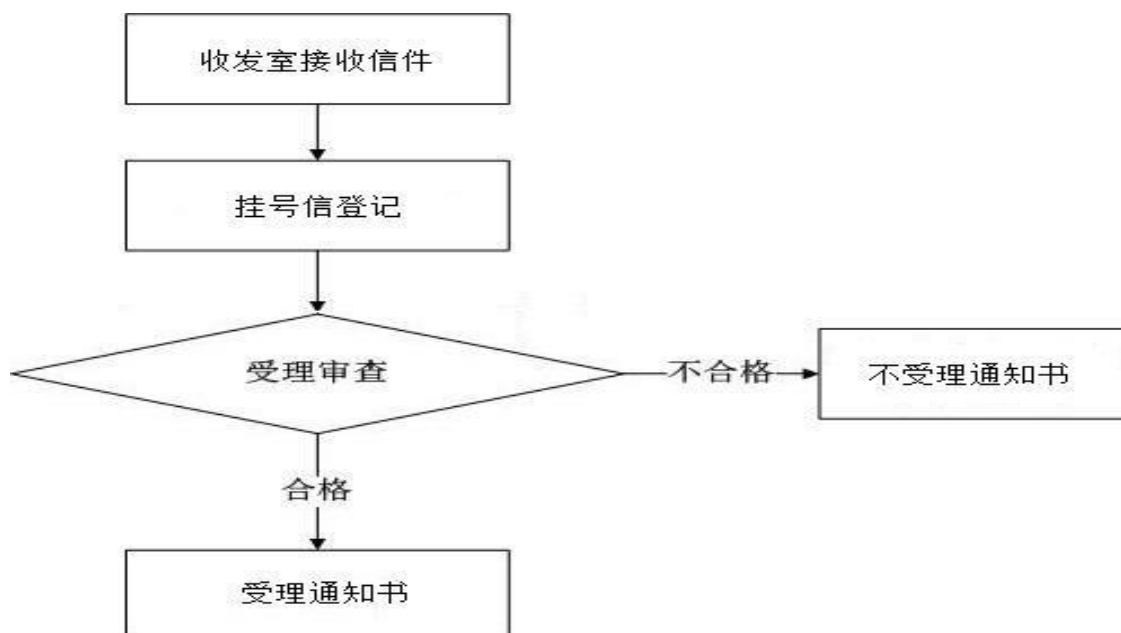 收发室接收信件
挂号信登记
受理审查
不合格
不受理通知书
合格
受理通知书